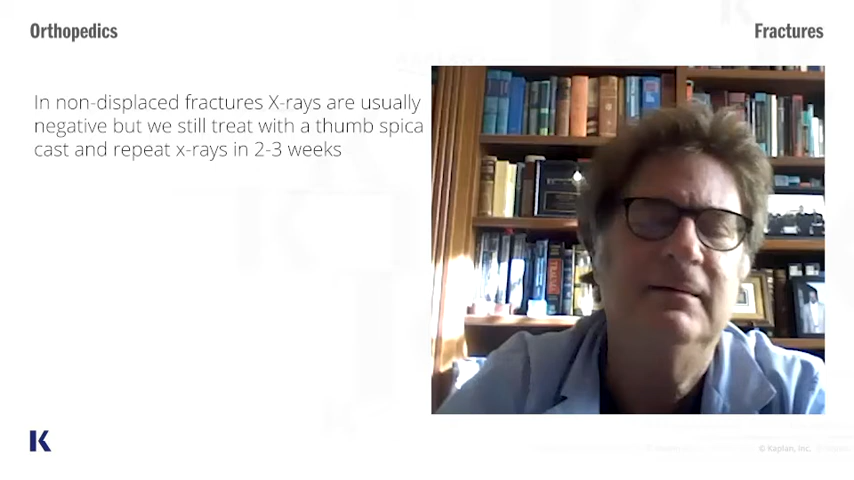 Orthopedics
Fractures
In non-displaced fractures X-rays are usually
negative but we still treat with a thumb spica
cast and repeat x-rays in 2-3 weeks
K
© Kaplan, Inc.